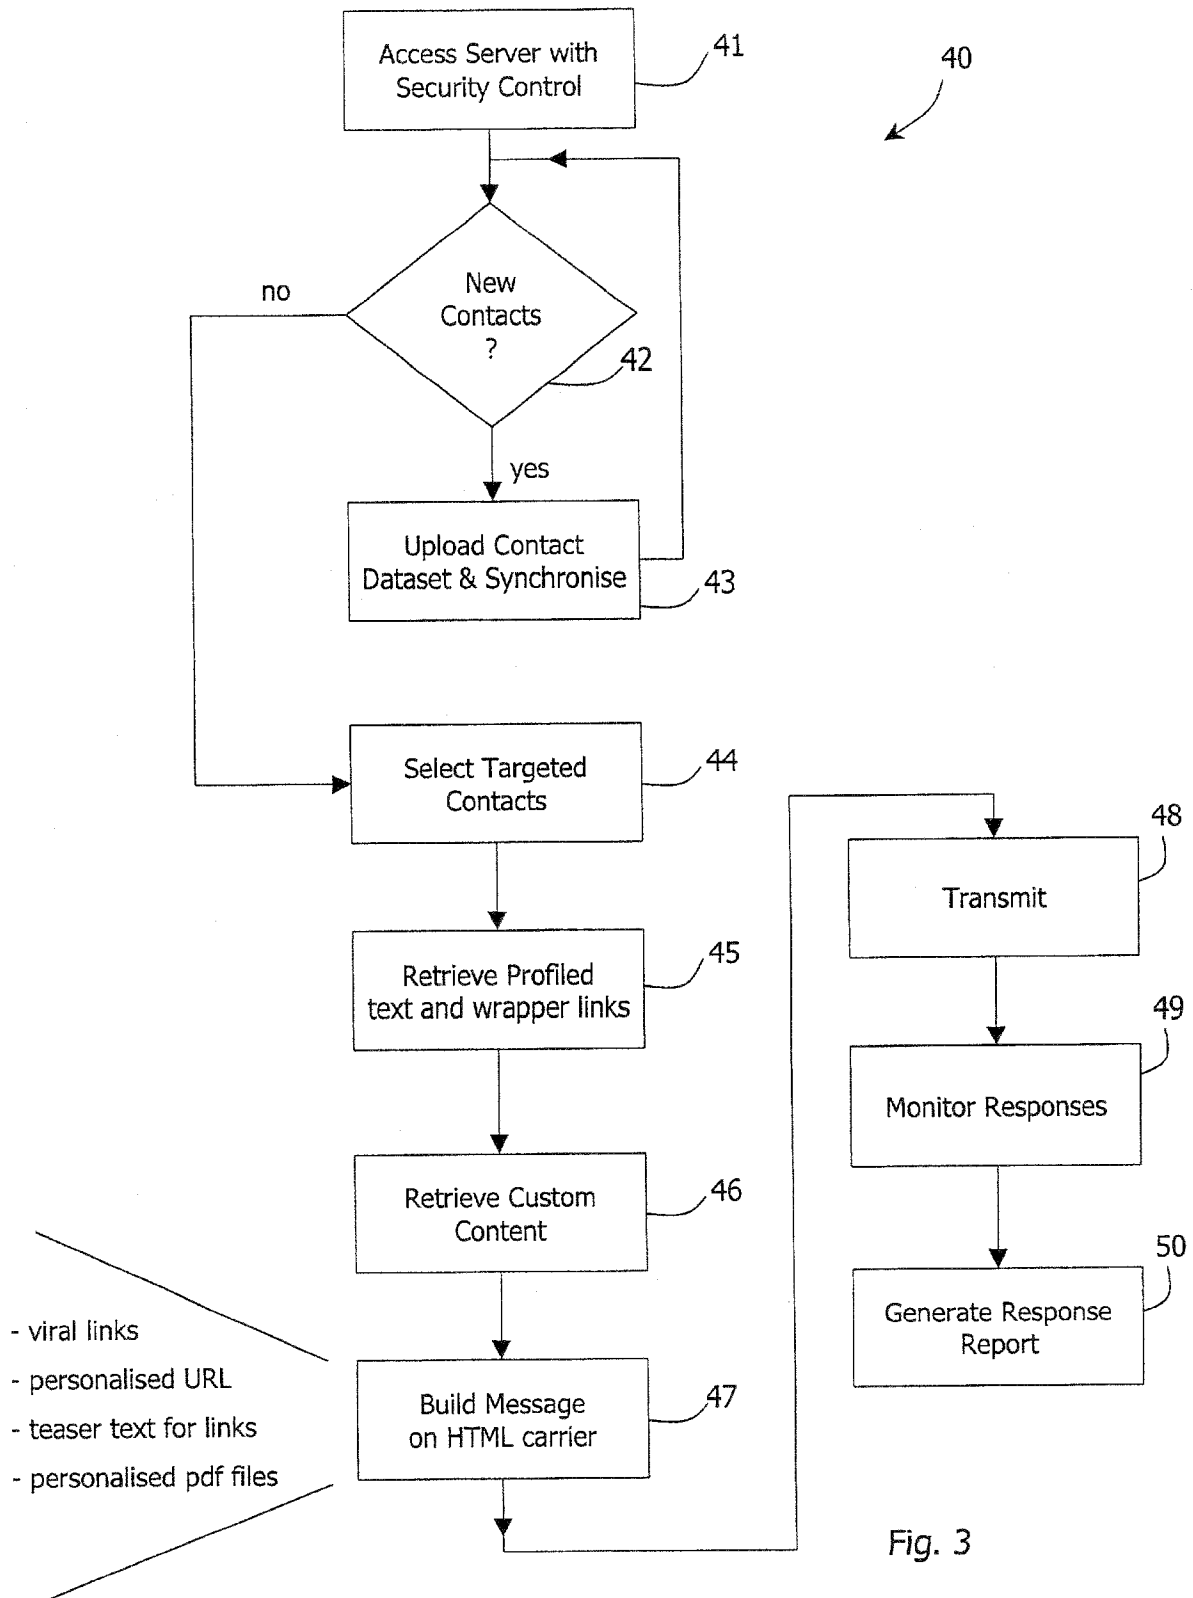 Access Server with
Security Control
41
40
New
Contacts
?
no
42
yes
Upload Contact
Dataset & Synchronise
43
Select Targeted
Contacts
44
Retrieve Profiled
text and wrapper links
45
Retrieve Custom
Content
46
- viral links
- personalised URL
- teaser text for links
- personalised pdf files
Build Message
on HTML carrier
47
Transmit
48
Monitor Responses
49
Generate Response
Report
50
Fig. 3